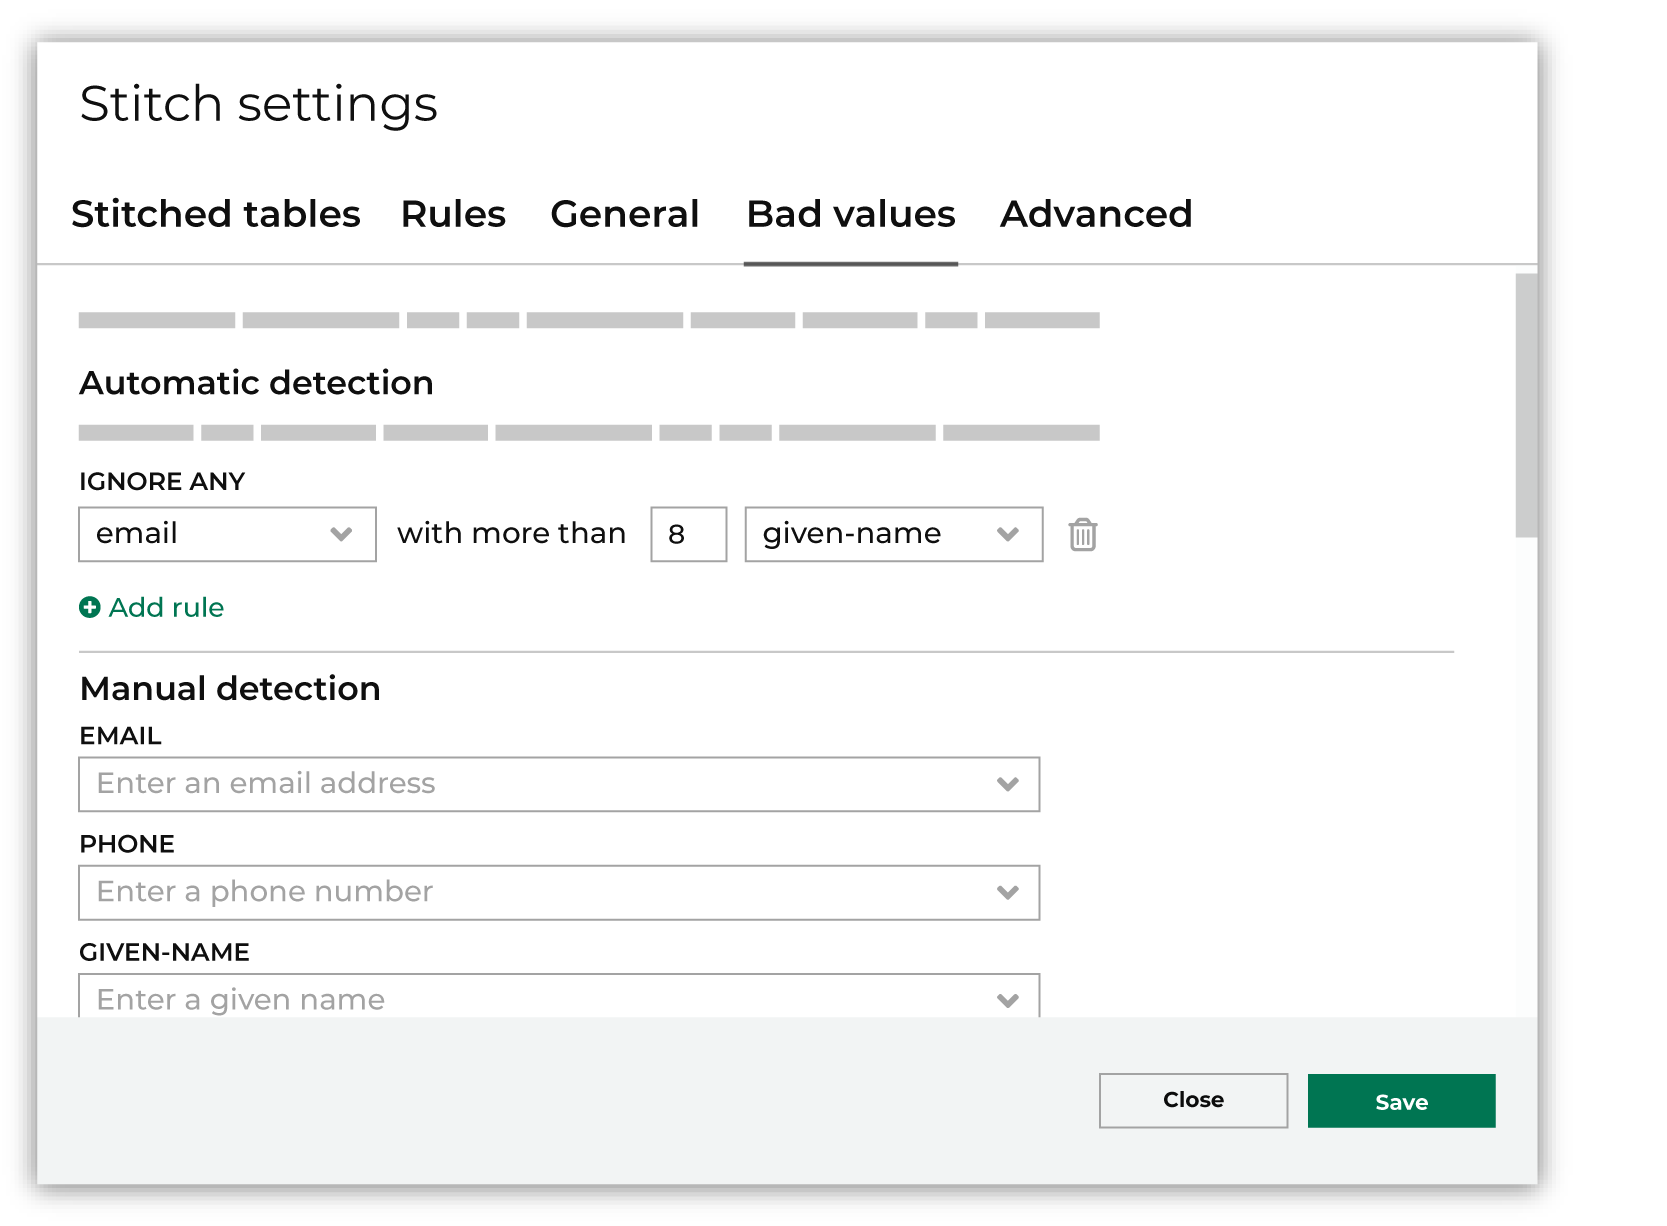 Stitch settings
Stitched tables Rules General Bad values Advanced
Automatic detection
IGNORE ANY
email with more than 8 given-name
Add rule
Manual detection
EMAIL
Enter an email address
PHONE
Enter a phone number
GIVEN-NAME
Enter a given name
Close Save